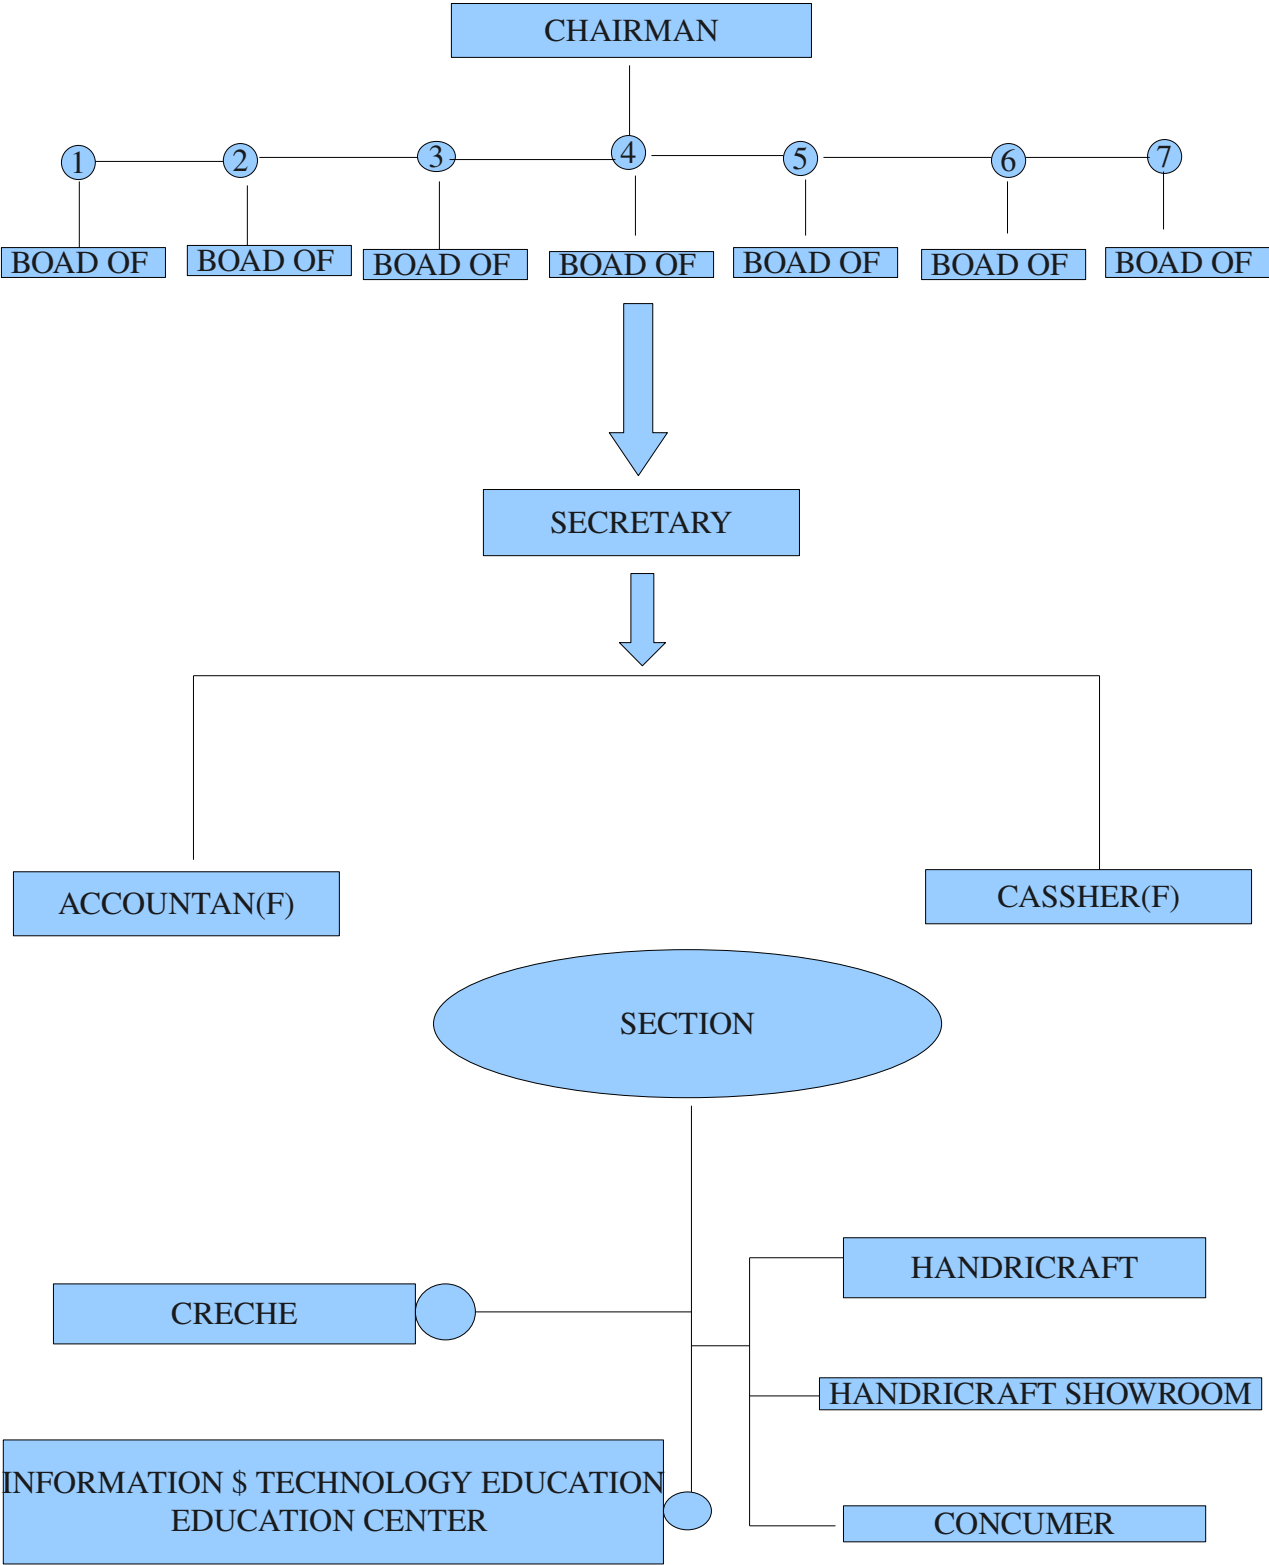 CHAIRMAN
1 2 3 4 5 6 7
BOAD OF BOAD OF BOAD OF BOAD OF BOAD OF BOAD OF BOAD OF
SECRETARY
ACCOUNTAN(F)
CASSHER(F)
SECTION
HANDRICRAFT
CRECHE
HANDRICRAFT SHOWROOM
INFORMATION $ TECHNOLOGY EDUCATION
EDUCATION CENTER
CONCUMER